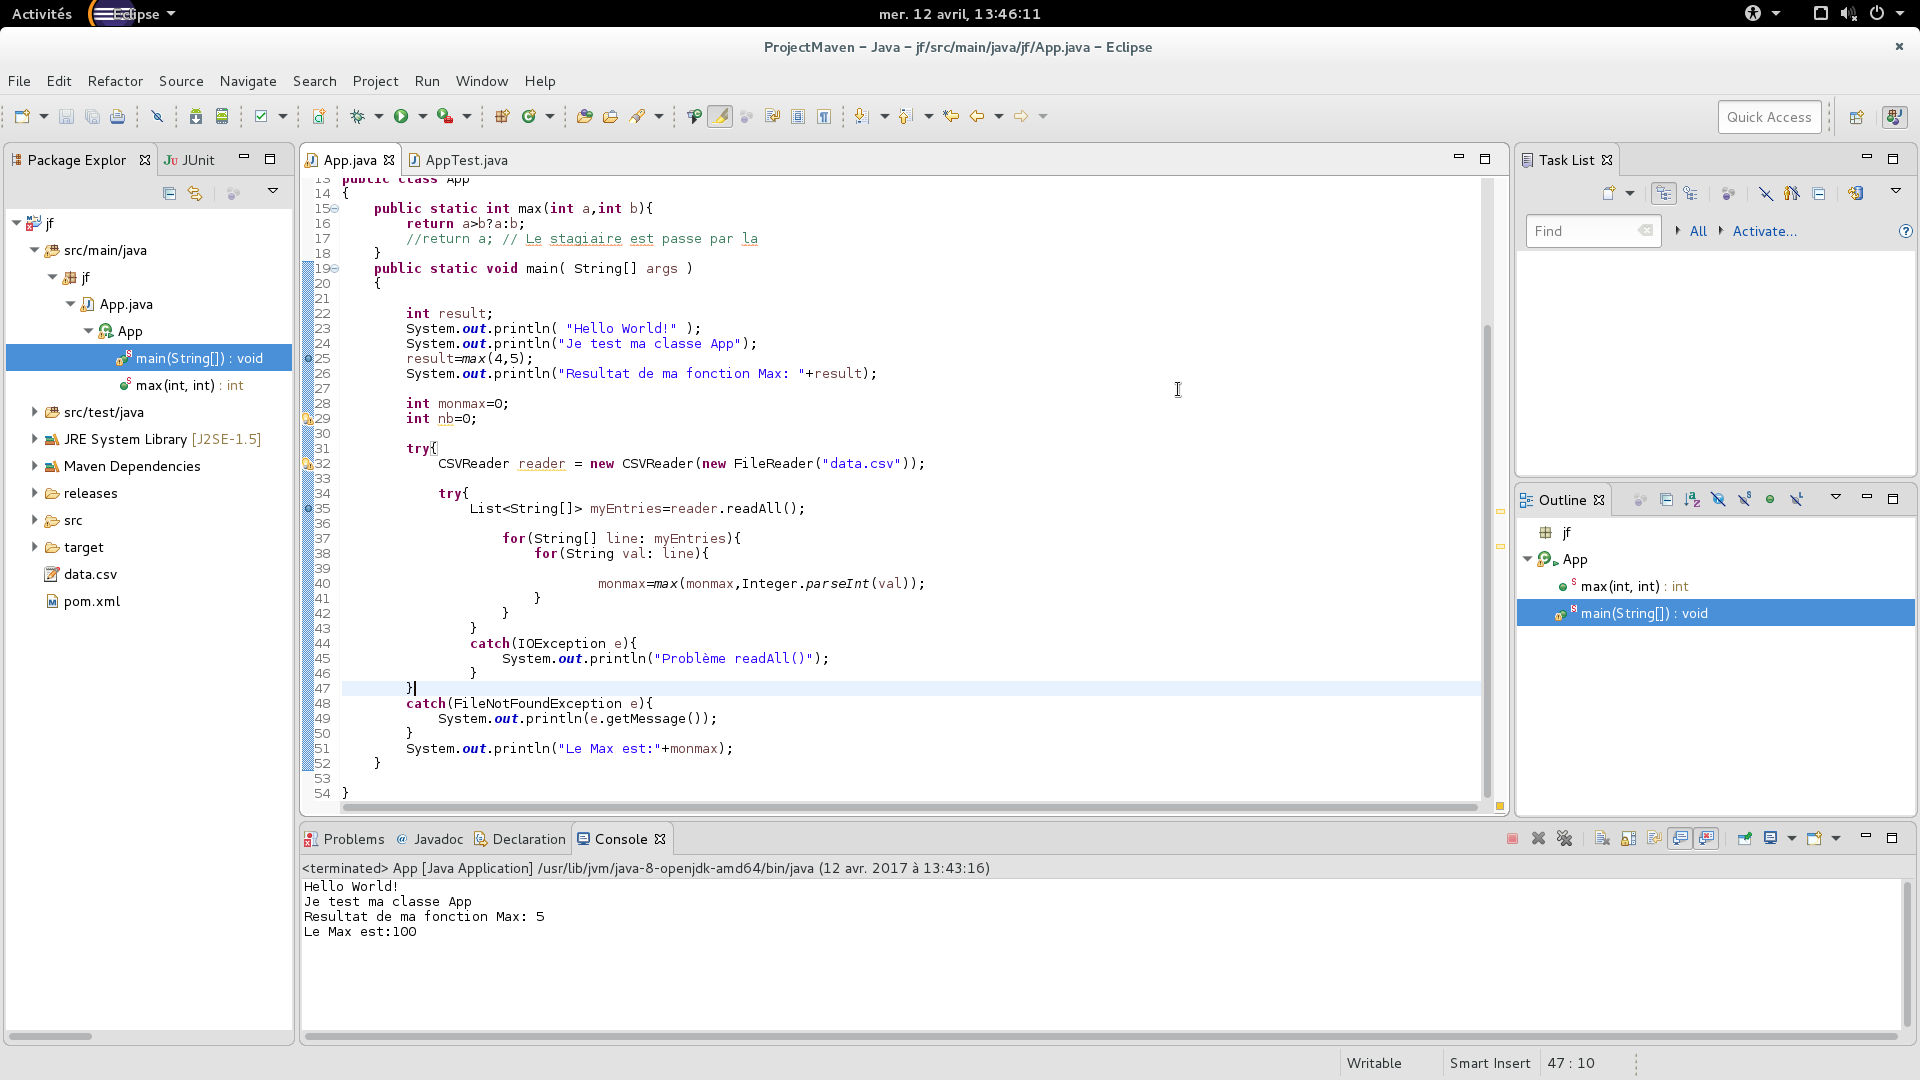 Activités Eclipse mer. 12 avril, 13:46:11
ProjectMaven – Java – jf/src/main/java/jf/App.java – Eclipse
File Edit Refactor Source Navigate Search Project Run Window Help
Quick Access
Package Explor JUnit
jf
src/main/java
jf
App.java
App
main(String[]) : void
max(int, int) : int
src/test/java
JRE System Library [J2SE-1.5]
Maven Dependencies
releases
src
target
data.csv
pom.xml
App.java AppTest.java
13 public class App
14 {
15     public static int max(int a,int b){
16         return a>b?a:b;
17         //return a; // Le stagiaire est passe par la
18     }
19     public static void main( String[] args )
20     {
21
22         int result;
23         System.out.println( "Hello World!" );
24         System.out.println("Je test ma classe App");
25         result=max(4,5);
26         System.out.println("Resultat de ma fonction Max: "+result);
27
28         int monmax=0;
29         int nb=0;
30
31         try{
32             CSVReader reader = new CSVReader(new FileReader("data.csv"));
33
34             try{
35                 List<String[]> myEntries=reader.readAll();
36
37                     for(String[] line: myEntries){
38                         for(String val: line){
39
40                                 monmax=max(monmax,Integer.parseInt(val));
41                         }
42                     }
43                 }
44                 catch(IOException e){
45                     System.out.println("Problème readAll()");
46                 }
47         }
48         catch(FileNotFoundException e){
49             System.out.println(e.getMessage());
50         }
51         System.out.println("Le Max est:"+monmax);
52     }
53
54 }
Task List
Find All Activate...
Outline
jf
App
max(int, int) : int
main(String[]) : void
Problems Javadoc Declaration Console
<terminated> App [Java Application] /usr/lib/jvm/java-8-openjdk-amd64/bin/java (12 avr. 2017 à 13:43:16)
Hello World!
Je test ma classe App
Resultat de ma fonction Max: 5
Le Max est:100
Writable Smart Insert 47 : 10